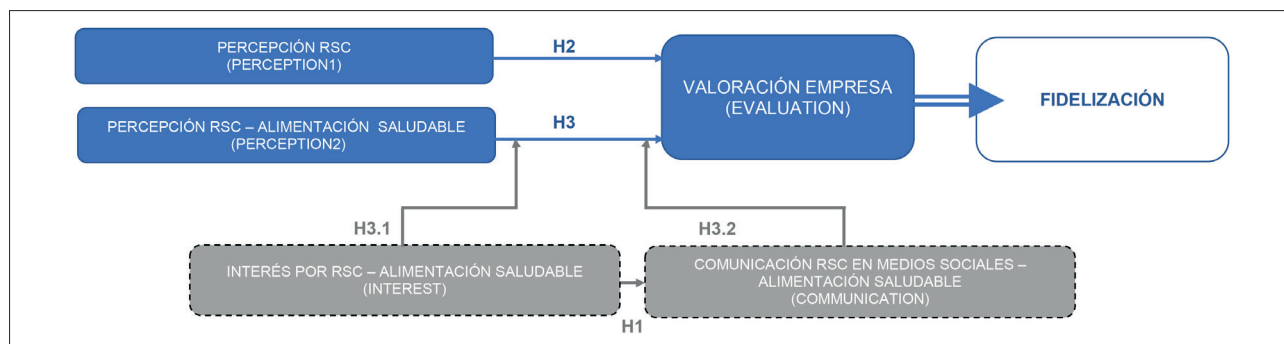 PERCEPCIÓN RSC
(PERCEPTION1)
H2
PERCEPCIÓN RSC – ALIMENTACIÓN SALUDABLE
(PERCEPTION2)
H3
VALORACIÓN EMPRESA
(EVALUATION)
FIDELIZACIÓN
H3.1
H3.2
INTERÉS POR RSC – ALIMENTACIÓN SALUDABLE
(INTEREST)
H1
COMUNICACIÓN RSC EN MEDIOS SOCIALES –
ALIMENTACIÓN SALUDABLE
(COMMUNICATION)